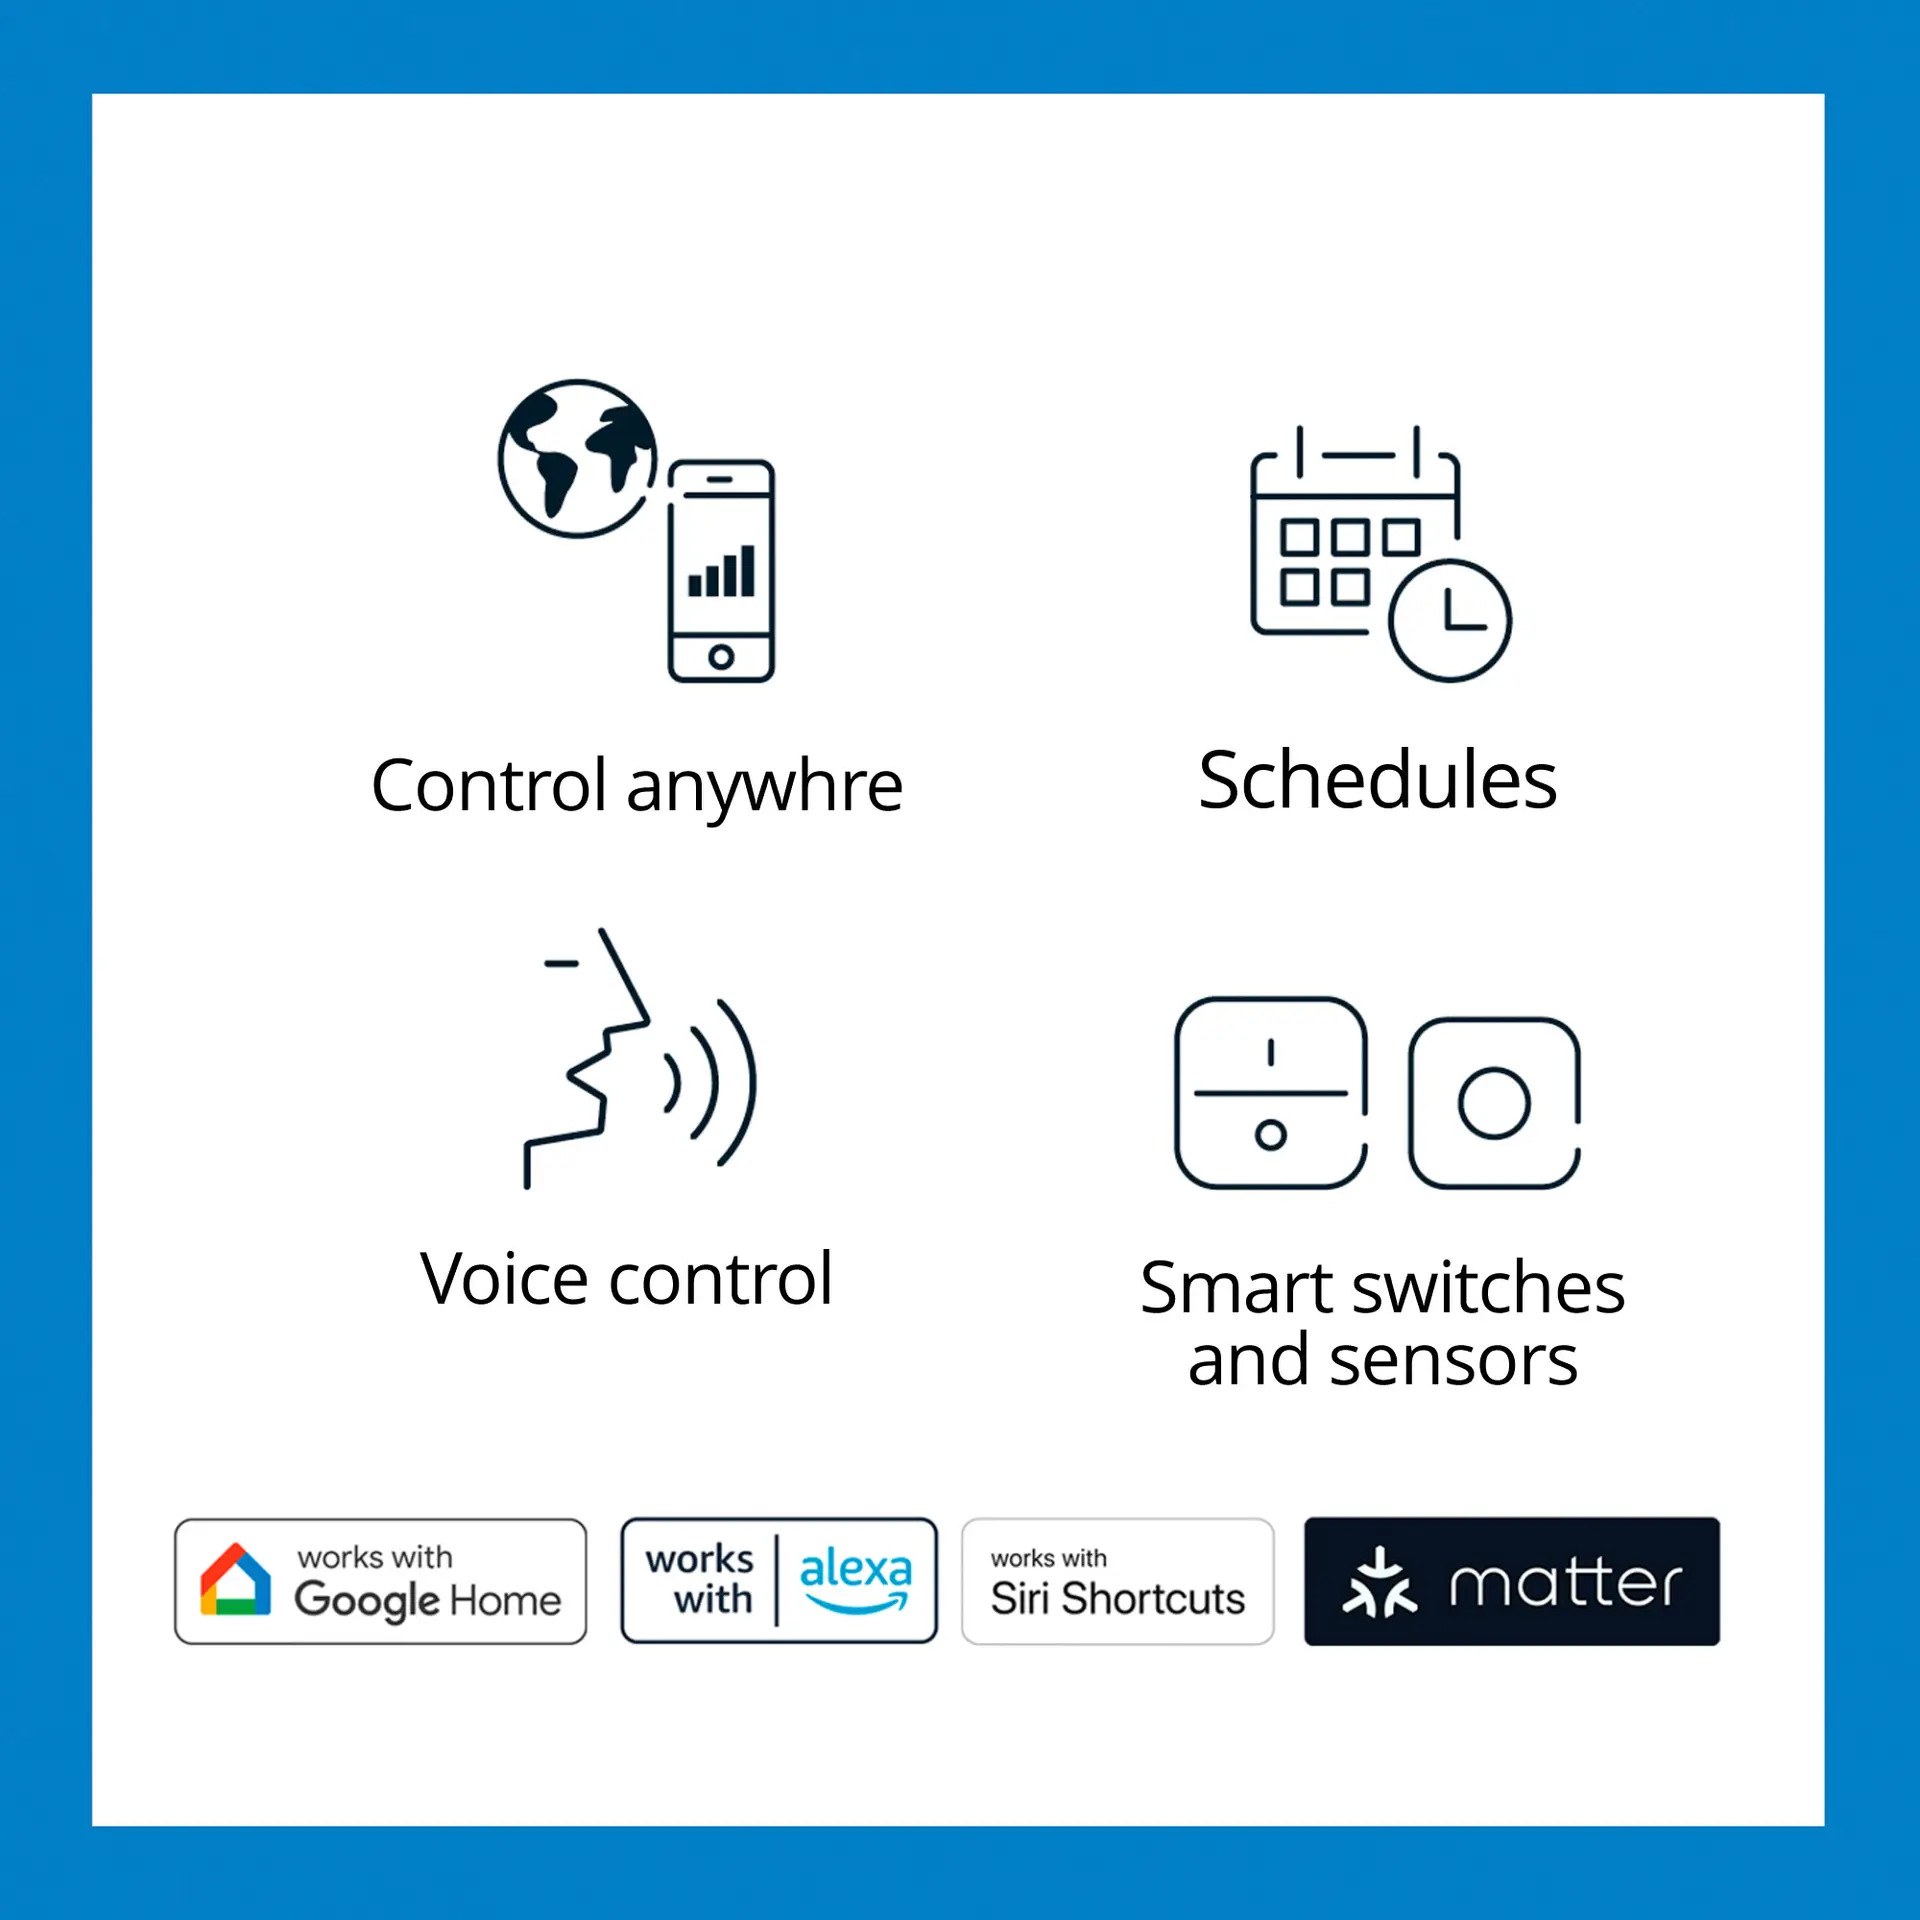 Control anywhre
Schedules
Voice control
Smart switches
and sensors
works with
Google Home
works
with
alexa
works with
Siri Shortcuts
matter